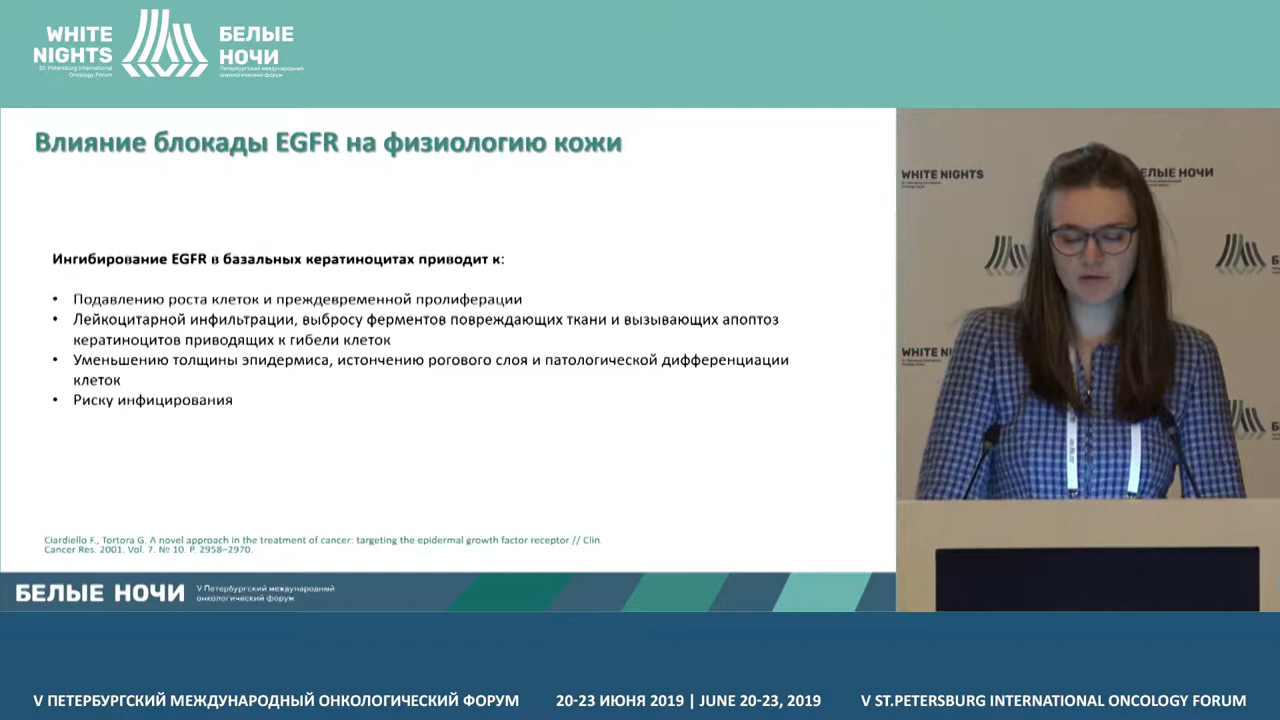 WHITE
NIGHTS
St. Petersburg International
Oncology Forum
БЕЛЫЕ
НОЧИ
Петербургский международный
онкологический форум
Влияние блокады EGFR на физиологию кожи
Ингибирование EGFR в базальных кератиноцитах приводит к:
• Подавлению роста клеток и преждевременной пролиферации
• Лейкоцитарной инфильтрации, выбросу ферментов повреждающих ткани и вызывающих апоптоз
кератиноцитов приводящих к гибели клеток
• Уменьшению толщины эпидермиса, истончению рогового слоя и патологической дифференциации
клеток
• Риску инфицирования
Ciardiello F., Tortora G. A novel approach in the treatment of cancer: targeting the epidermal growth factor receptor // Clin.
Cancer Res. 2001. Vol. 7. № 10. P. 2958–2970.
БЕЛЫЕ НОЧИ
V Петербургский международный
онкологический форум
WHITE NIGHTS
ЕЛЫЕ НОЧИ
WHITE NI
V ПЕТЕРБУРГСКИЙ МЕЖДУНАРОДНЫЙ ОНКОЛОГИЧЕСКИЙ ФОРУМ
20-23 ИЮНЯ 2019 | JUNE 20-23, 2019
V ST.PETERSBURG INTERNATIONAL ONCOLOGY FORUM